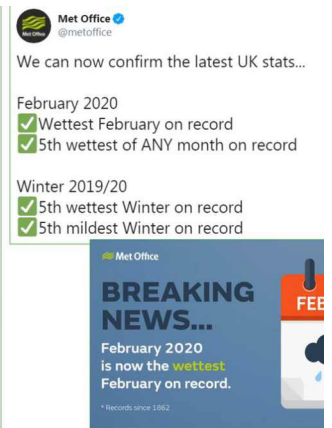 Met Office
@metoffice
We can now confirm the latest UK stats...
February 2020
✅Wettest February on record
✅5th wettest of ANY month on record
Winter 2019/20
✅5th wettest Winter on record
✅5th mildest Winter on record
Met Office
BREAKING
NEWS...
February 2020
is now the wettest
February on record.
* Records since 1862
FEB